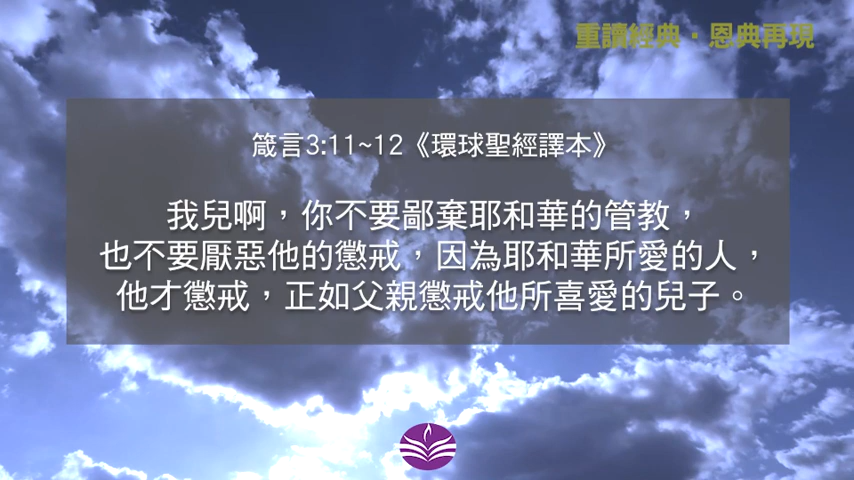 重讀經典·恩典再現
箴言3:11~12《環球聖經譯本》
我兒啊，你不要鄙棄耶和華的管教，
也不要厭惡他的懲戒，因為耶和華所愛的人，
他才懲戒，正如父親懲戒他所喜愛的兒子。